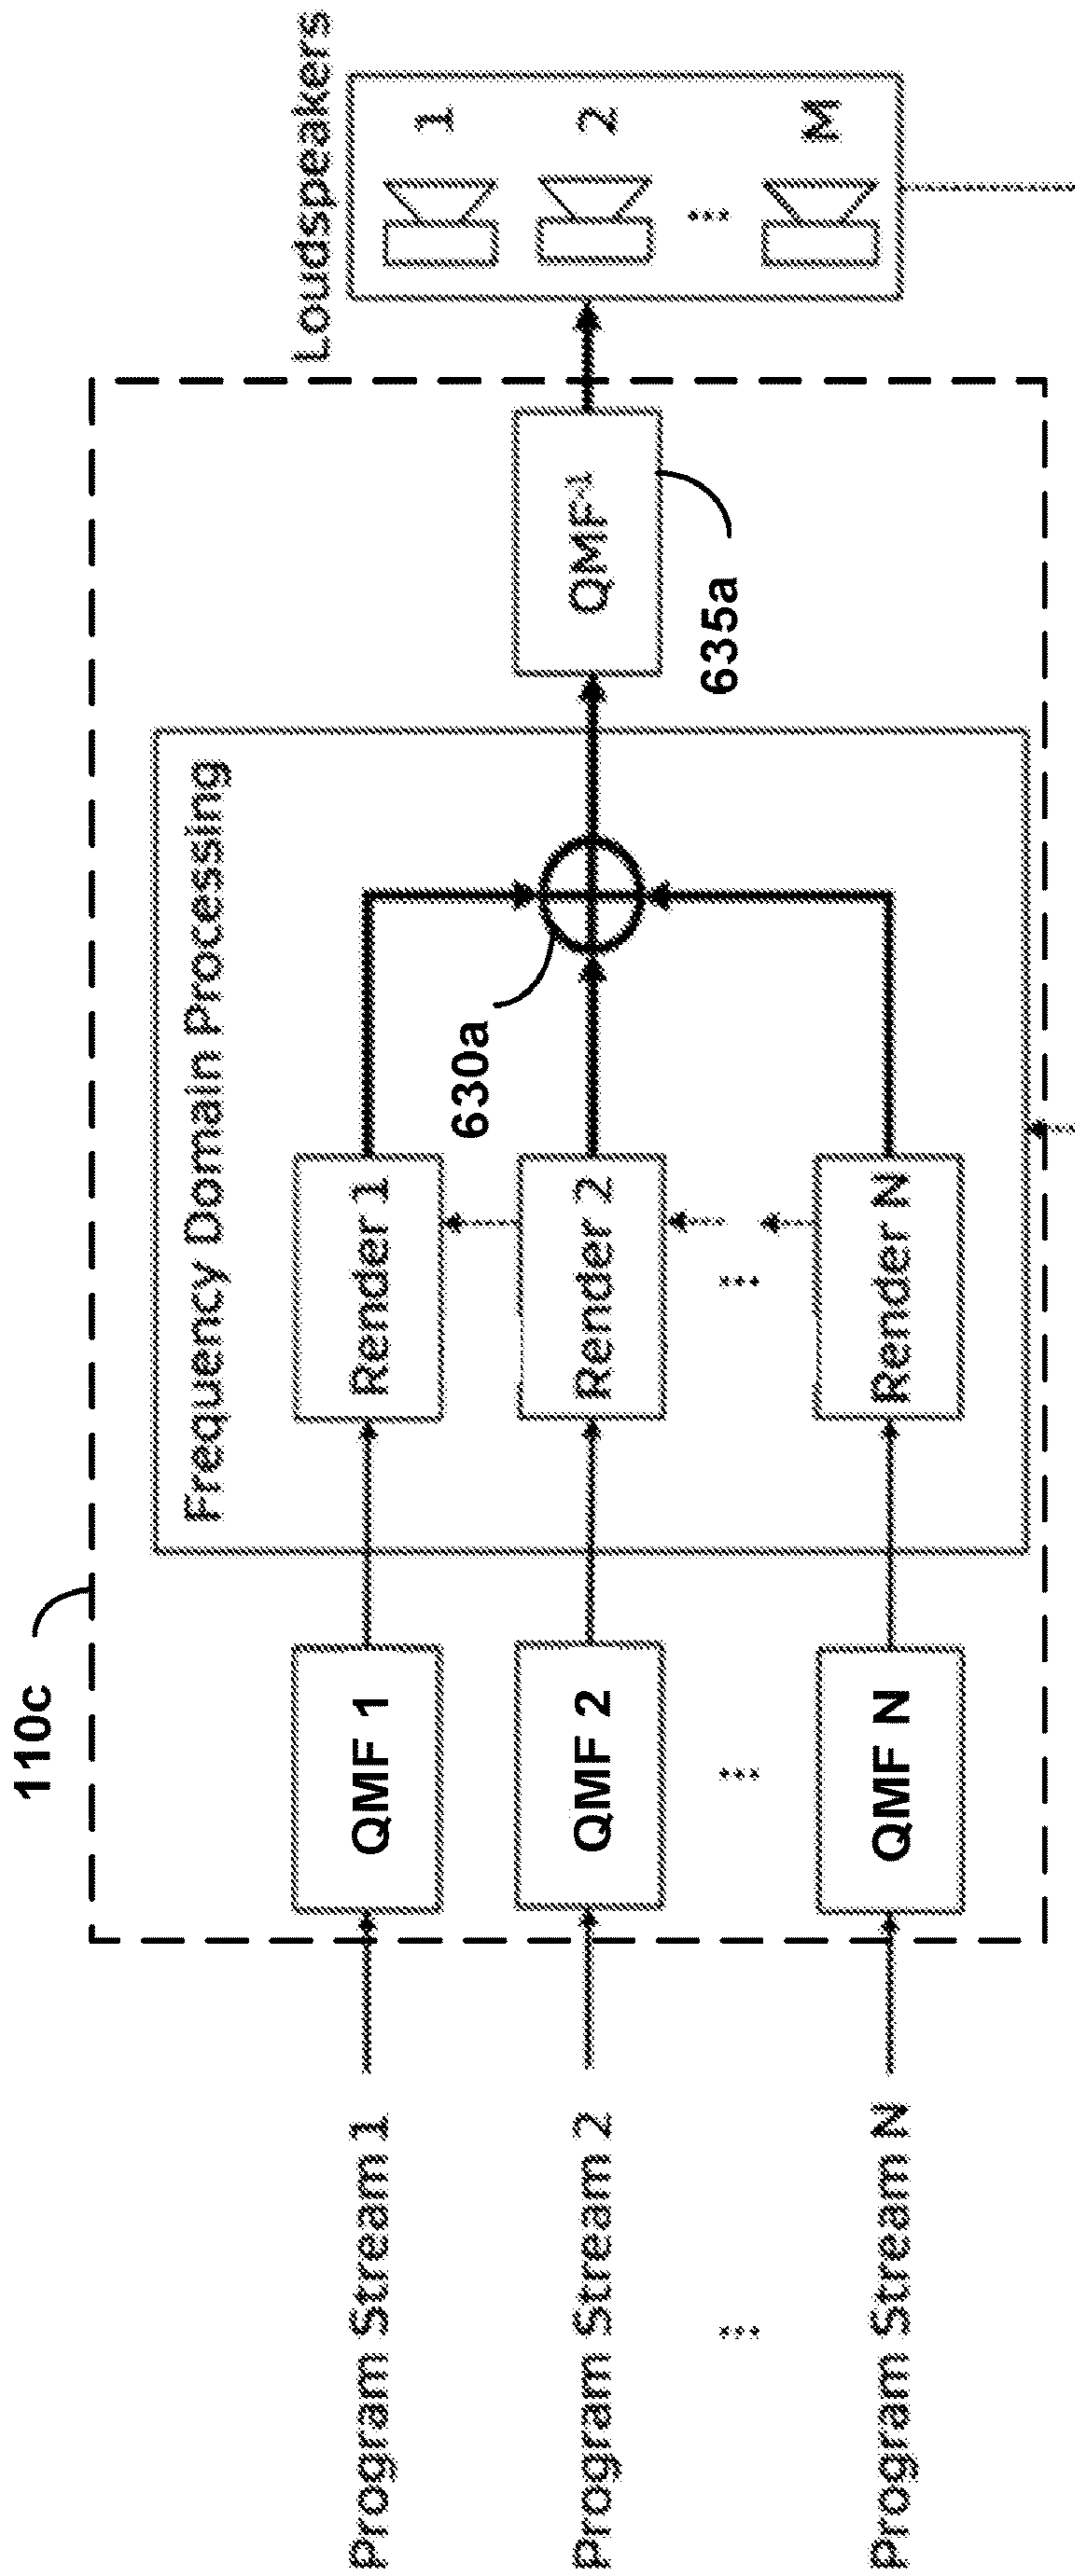 110c
Loudspeakers
Frequency Domain Processing
Program Stream 1
QMF 1
Render 1
1
630a
Program Stream 2
QMF 2
Render 2
QMF-1
2
...
...
...
...
635a
Program Stream N
QMF N
Render N
M